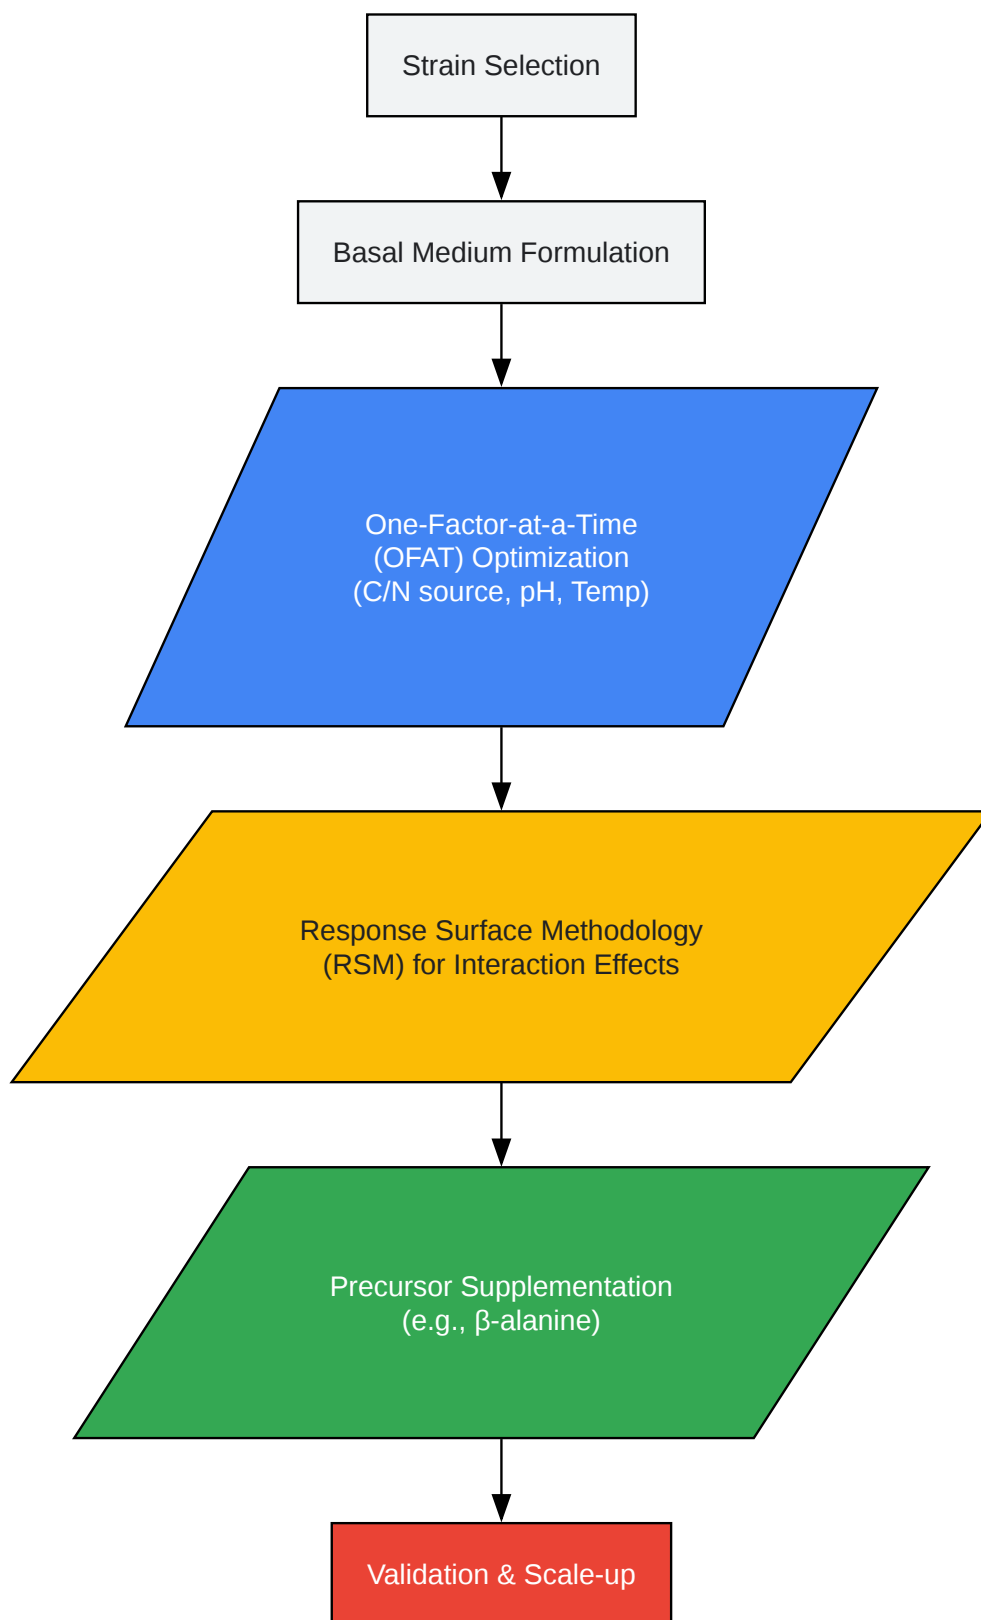 Strain Selection
Basal Medium Formulation
One-Factor-at-a-Time
(OFAT) Optimization
(C/N source, pH, Temp)
Response Surface Methodology
(RSM) for Interaction Effects
Precursor Supplementation
(e.g., β-alanine)
Validation & Scale-up